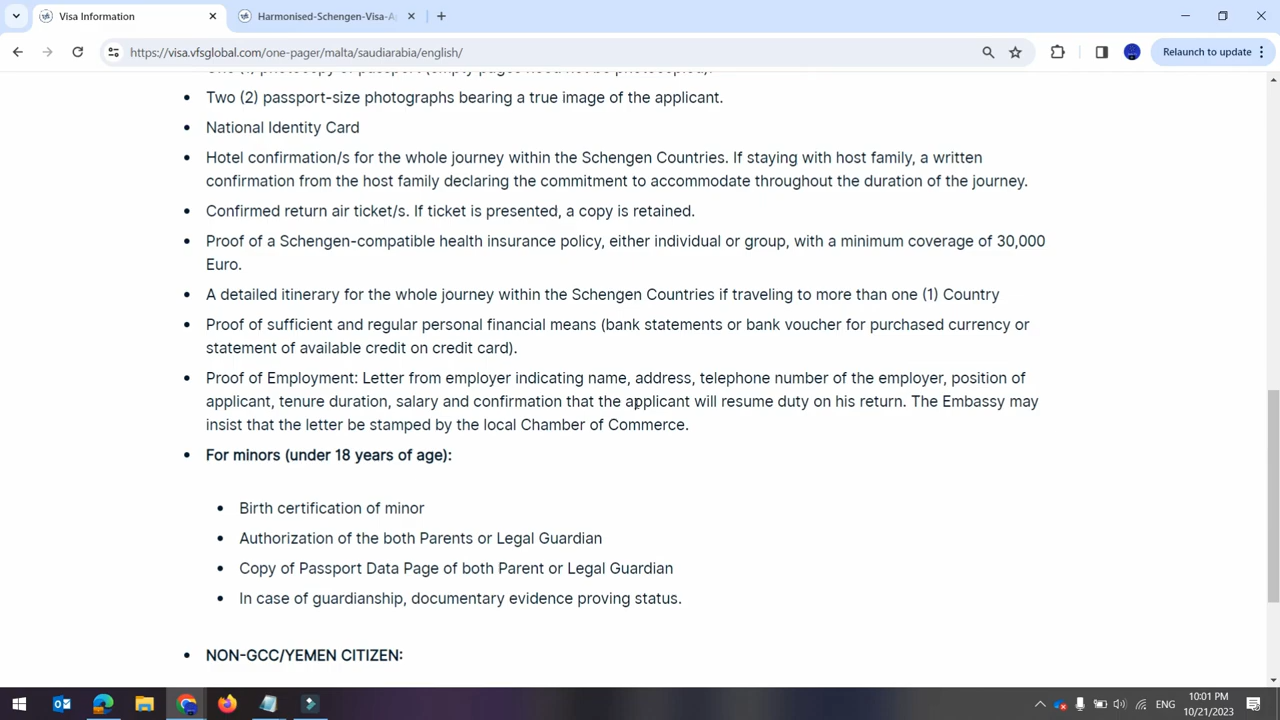 Visa Information
Harmonised-Schengen-Visa-Ap
https://visa.vfsglobal.com/one-pager/malta/saudiarabia/english/
Relaunch to update
One (1) photocopy of passport (empty pages need not be photocopied).
Two (2) passport-size photographs bearing a true image of the applicant.
National Identity Card
Hotel confirmation/s for the whole journey within the Schengen Countries. If staying with host family, a written
confirmation from the host family declaring the commitment to accommodate throughout the duration of the journey.
Confirmed return air ticket/s. If ticket is presented, a copy is retained.
Proof of a Schengen-compatible health insurance policy, either individual or group, with a minimum coverage of 30,000
Euro.
A detailed itinerary for the whole journey within the Schengen Countries if traveling to more than one (1) Country
Proof of sufficient and regular personal financial means (bank statements or bank voucher for purchased currency or
statement of available credit on credit card).
Proof of Employment: Letter from employer indicating name, address, telephone number of the employer, position of
applicant, tenure duration, salary and confirmation that the applicant will resume duty on his return. The Embassy may
insist that the letter be stamped by the local Chamber of Commerce.
For minors (under 18 years of age):
Birth certification of minor
Authorization of the both Parents or Legal Guardian
Copy of Passport Data Page of both Parent or Legal Guardian
In case of guardianship, documentary evidence proving status.
NON-GCC/YEMEN CITIZEN:
ENG
10:01 PM
10/21/2023